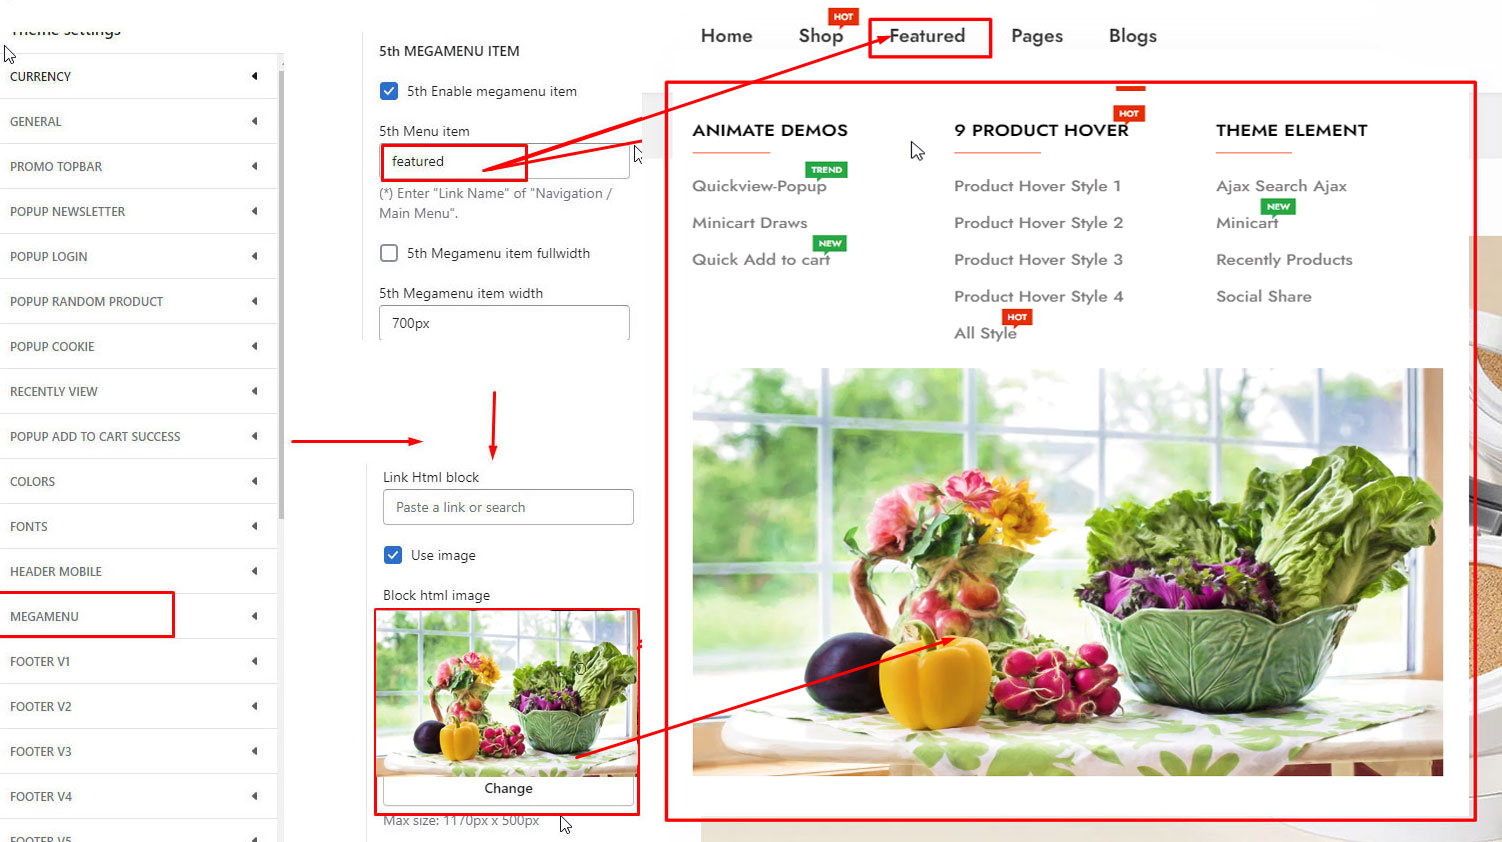 Theme settings
CURRENCY
GENERAL
PROMO TOPBAR
POPUP NEWSLETTER
POPUP LOGIN
POPUP RANDOM PRODUCT
POPUP COOKIE
RECENTLY VIEW
POPUP ADD TO CART SUCCESS
COLORS
FONTS
HEADER MOBILE
MEGAMENU
FOOTER V1
FOOTER V2
FOOTER V3
FOOTER V4
FOOTER V5
5th MEGAMENU ITEM
5th Enable megamenu item
5th Menu item
featured
(*) Enter "Link Name" of "Navigation /
Main Menu".
5th Megamenu item fullwidth
5th Megamenu item width
700px
Link Html block
Paste a link or search
Use image
Block html image
Change
Max size: 1170px x 500px
HOT
Home Shop Featured Pages Blogs
HOT
ANIMATE DEMOS
TREND
Quickview-Popup
Minicart Draws
NEW
Quick Add to cart
9 PRODUCT HOVER
Product Hover Style 1
Product Hover Style 2
Product Hover Style 3
Product Hover Style 4
HOT
All Style
THEME ELEMENT
Ajax Search Ajax
NEW
Minicart
Recently Products
Social Share